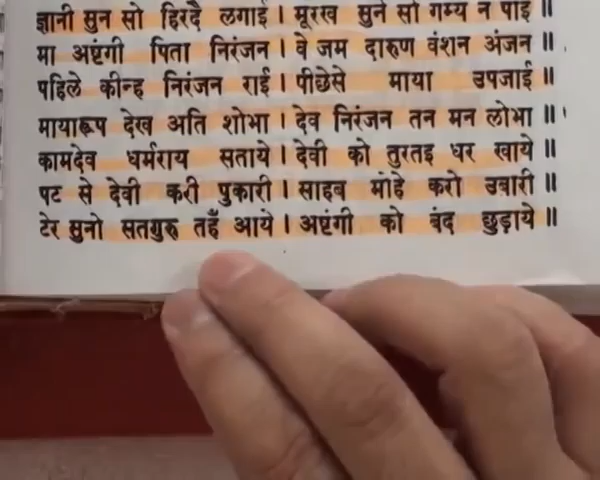 ज्ञानी सुन सो हिरदै लगाई । मूरख सुने सो गम्य न पाई ॥
मा अष्टंगी पिता निरंजन । वे जम दारुण वंशन अंजन ॥
पहिले कीन्ह निरंजन राई । पीछेसे माया उपजाई ॥
मायारूप देख अति शोभा । देव निरंजन तन मन लोभा ॥
कामदेव धर्मराय सताये । देवी को तुरतइ धर खाये ॥
पट से देवी करी पुकारी । साहब मांहे करो उबारी ॥
टेर सुनो सतगुरु तहँ आये । अष्टंगी को बंद छुड़ाये ॥